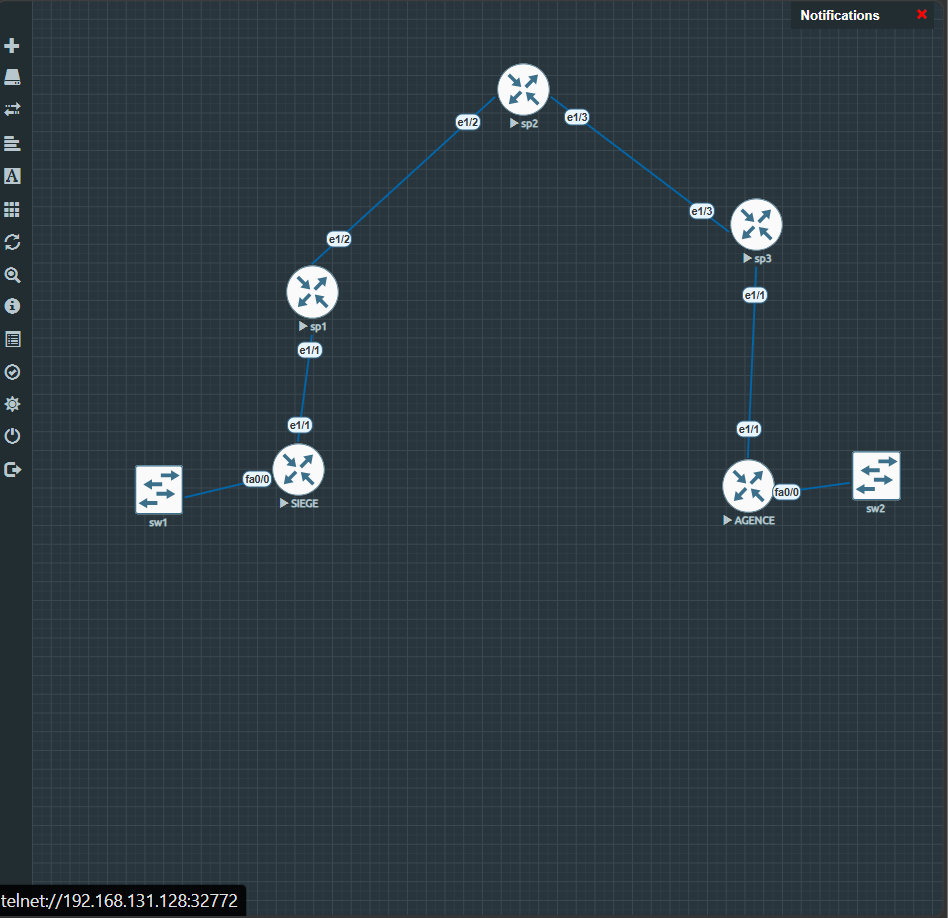 Notifications
sp2
e1/2
e1/3
e1/3
e1/2
sp3
e1/1
sp1
e1/1
e1/1
e1/1
fa0/0
fa0/0
SIEGE
sw2
sw1
AGENCE
telnet://192.168.131.128:32772